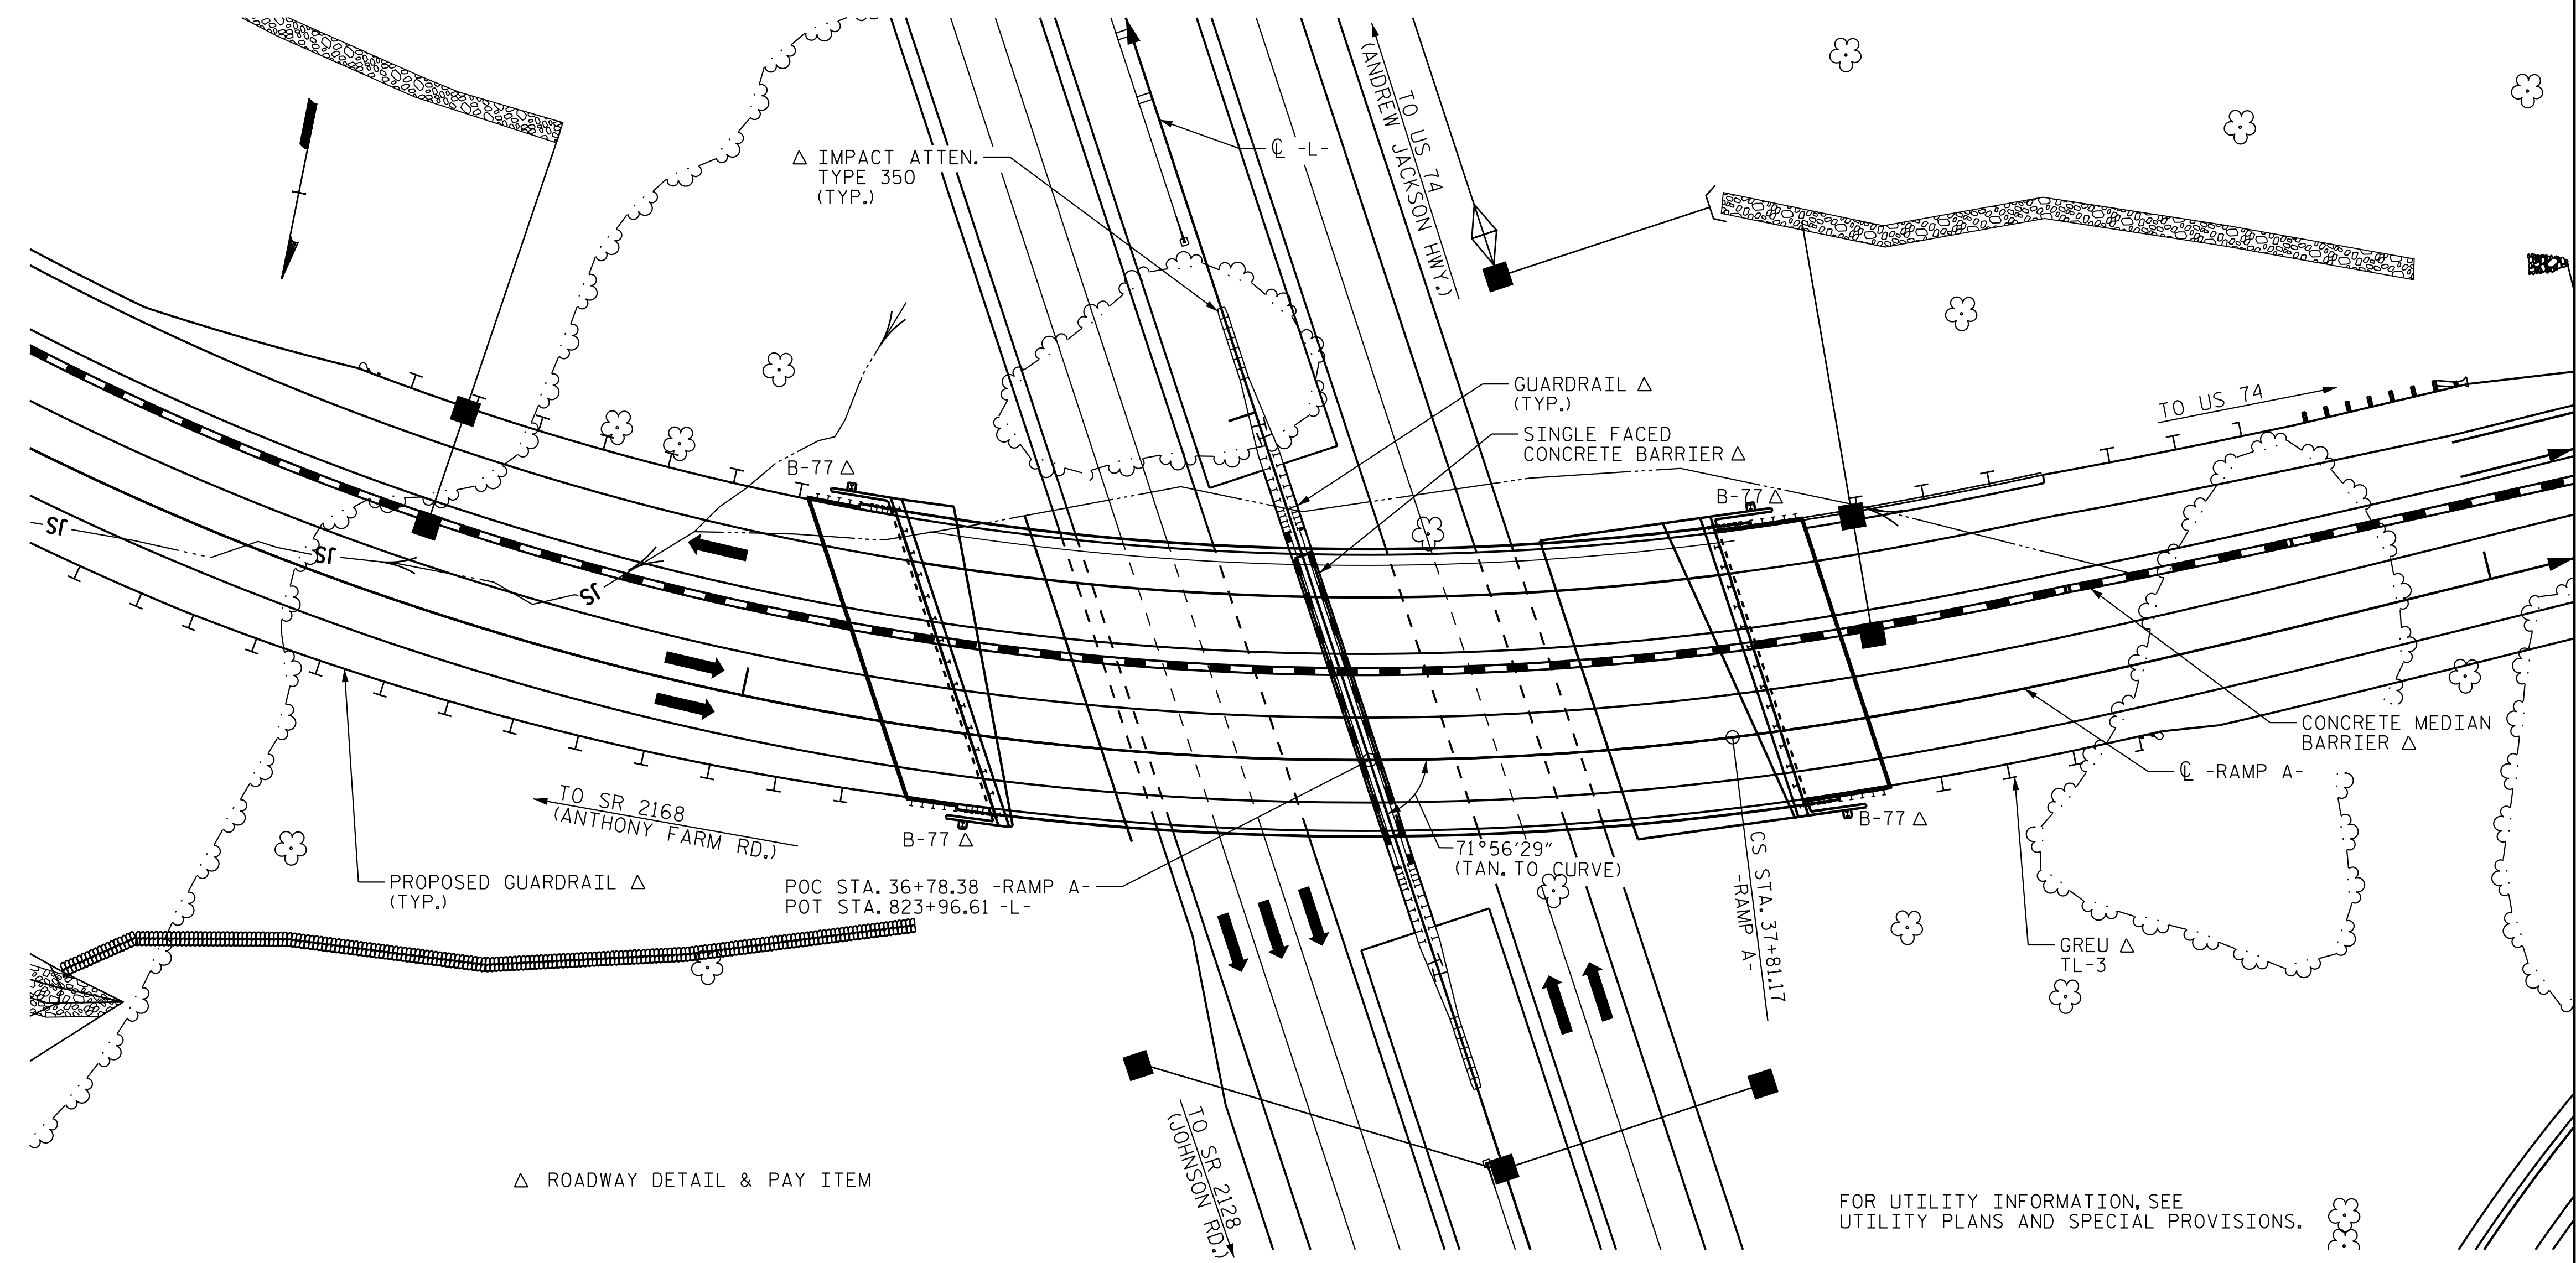 △ IMPACT ATTEN.
TYPE 350
(TYP.)
℄ -L-
TO US 74
(ANDREW JACKSON HWY.)
GUARDRAIL △
(TYP.)
SINGLE FACED
CONCRETE BARRIER △
TO US 74
B-77 △
B-77 △
JS
JS
JS
CONCRETE MEDIAN
BARRIER △
℄ -RAMP A-
TO SR 2168
(ANTHONY FARM RD.)
B-77 △
B-77 △
71°56'29"
(TAN. TO CURVE)
CS STA. 37+81.17
-RAMP A-
PROPOSED GUARDRAIL △
(TYP.)
POC STA. 36+78.38 -RAMP A-
POT STA. 823+96.61 -L-
GREU △
TL-3
TO SR 2128
(JOHNSON RD.)
△ ROADWAY DETAIL & PAY ITEM
FOR UTILITY INFORMATION, SEE
UTILITY PLANS AND SPECIAL PROVISIONS.